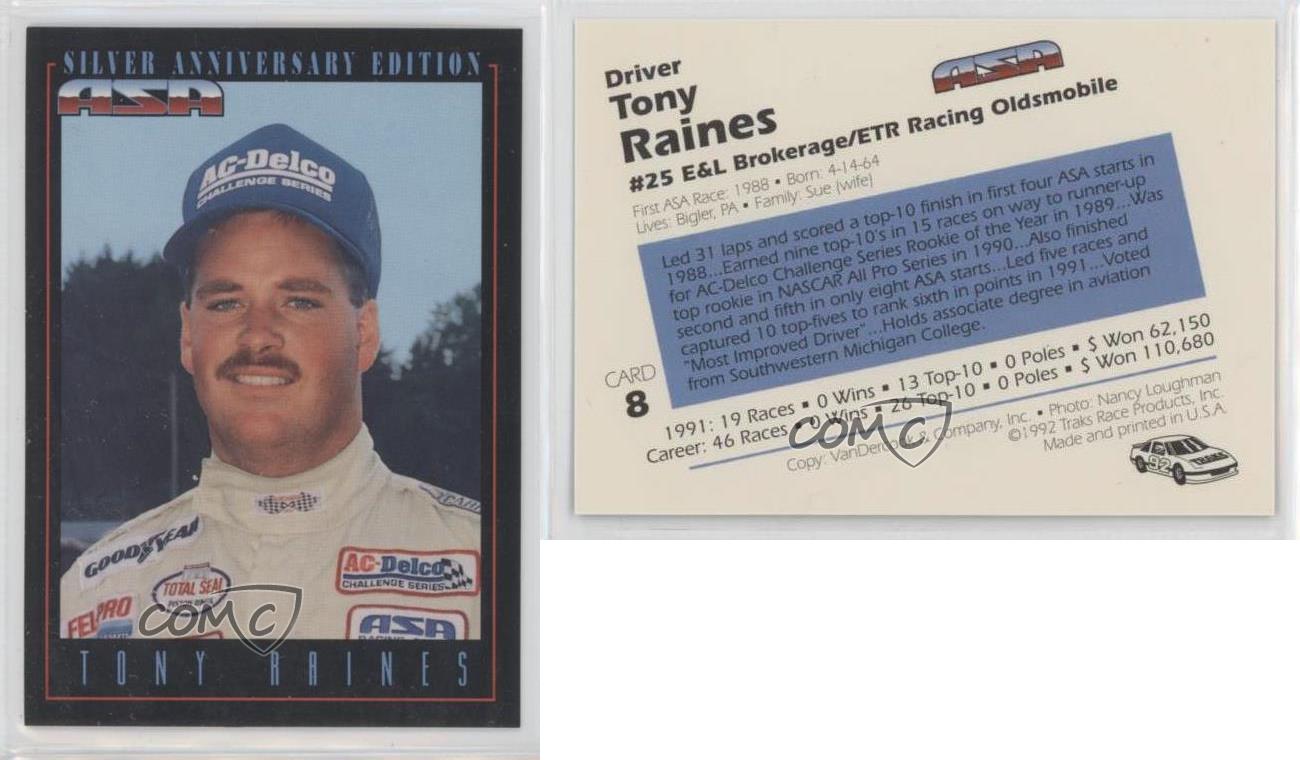 SILVER ANNIVERSARY EDITION
ASA
AC-Delco
CHALLENGE SERIES
GOODYEAR
TOTAL SEAL
PISTON RINGS
FEL-PRO
AC-Delco
CHALLENGE SERIES
ASA
COMC
TONY RAINES
Driver
Tony
Raines
ASA
#25 E&L Brokerage/ETR Racing Oldsmobile
First ASA Race: 1988 ▪ Born: 4-14-64
Lives: Bigler, PA ▪ Family: Sue (wife)
Led 31 laps and scored a top-10 finish in first four ASA starts in
1988...Earned nine top-10's in 15 races on way to runner-up
for AC-Delco Challenge Series Rookie of the Year in 1989...Was
top rookie in NASCAR All Pro Series in 1990...Also finished
second and fifth in only eight ASA starts...Led five races and
captured 10 top-fives to rank sixth in points in 1991...Voted
"Most Improved Driver"...Holds associate degree in aviation
from Southwestern Michigan College.
CARD
8
1991: 19 Races ▪ 0 Wins ▪ 13 Top-10 ▪ 0 Poles ▪ $ Won 62,150
Career: 46 Races ▪ 0 Wins ▪ 26 Top-10 ▪ 0 Poles ▪ $ Won 110,680
COMC
Copy: & Company, Inc. ▪ Photo: Nancy Loughman
©1992 Traks Race Products, Inc.
Made and printed in U.S.A.
92
TRAKS